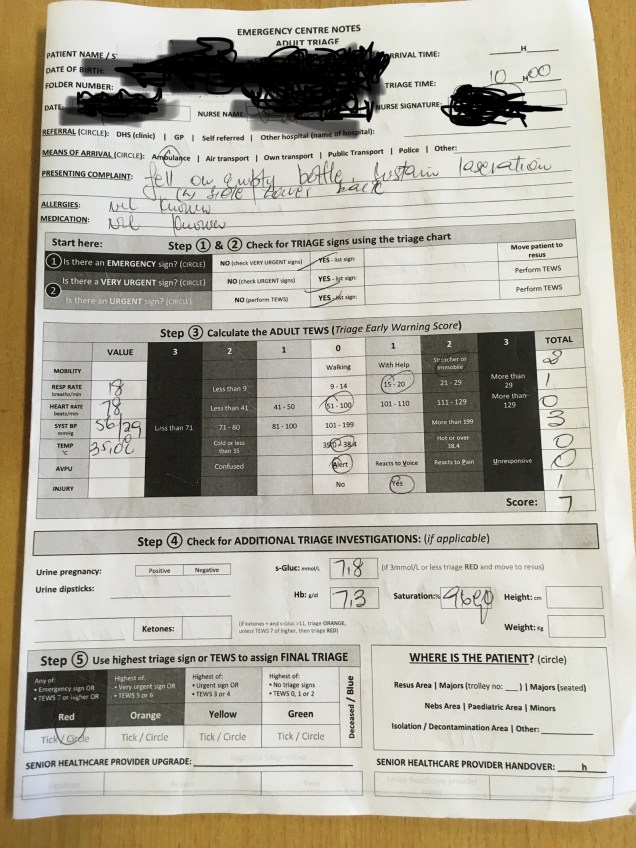 EMERGENCY CENTRE NOTES
ADULT TRIAGE
PATIENT NAME / S
ARRIVAL TIME: ___H___
DATE OF BIRTH:
TRIAGE TIME: 10 H 00
FOLDER NUMBER:
DATE:
NURSE NAME
NURSE SIGNATURE
REFERRAL (CIRCLE): DHS (clinic) | GP | Self referred | Other hospital (name of hospital):
MEANS OF ARRIVAL (CIRCLE): Ambulance | Air transport | Own transport | Public Transport | Police | Other:
PRESENTING COMPLAINT: fell on empty bottle, sustain laseration
(L) side lower back
ALLERGIES: Nil known
MEDICATION: Nil known
Start here: Step 1 & 2 Check for TRIAGE signs using the triage chart
1 Is there an EMERGENCY sign? (CIRCLE) NO (check VERY URGENT signs) YES - list sign: Move patient to resus
2 Is there a VERY URGENT sign? (CIRCLE) NO (check URGENT signs) YES - list sign: Perform TEWS
Is there an URGENT sign? (CIRCLE) NO (perform TEWS) YES - list sign: Perform TEWS
Step 3 Calculate the ADULT TEWS (Triage Early Warning Score)
VALUE 3 2 1 0 1 2 3 TOTAL
MOBILITY Walking With Help Stretcher or immobile 2
RESP RATE breaths/min 18 Less than 9 9 - 14 15 - 20 21 - 29 More than 29 1
HEART RATE beats/min 78 Less than 41 41 - 50 51 - 100 101 - 110 111 - 129 More than 129 0
SYST BP mmHg 56/29 Less than 71 71 - 80 81 - 100 101 - 199 More than 199 3
TEMP °C 35,0° Cold or less than 35 35.0 - 38.4 Hot or over 38.4 0
AVPU Confused Alert Reacts to Voice Reacts to Pain Unresponsive 0
INJURY No Yes 1
Score: 7
Step 4 Check for ADDITIONAL TRIAGE INVESTIGATIONS: (if applicable)
Urine pregnancy: Positive Negative s-Gluc: mmol/L 7,8 (if 3mmol/L or less triage RED and move to resus)
Urine dipsticks: Hb: g/dl 7,3 Saturation:% 96 Height: cm
Ketones: (if ketones + and s-Gluc >11, triage ORANGE, unless TEWS 7 or higher, then triage RED) Weight: Kg
Step 5 Use highest triage sign or TEWS to assign FINAL TRIAGE
Any of:
• Emergency sign OR
• TEWS 7 or higher OR
Highest of:
• Very urgent sign OR
• TEWS 5 or 6
Highest of:
• Urgent sign OR
• TEWS 3 or 4
Highest of:
• No triage signs
• TEWS 0, 1 or 2
Deceased / Blue
Red Orange Yellow Green
Tick / Circle Tick / Circle Tick / Circle Tick / Circle
WHERE IS THE PATIENT? (circle)
Resus Area | Majors (trolley no: ___) | Majors (seated)
Nebs Area | Paediatric Area | Minors
Isolation / Decontamination Area | Other:
SENIOR HEALTHCARE PROVIDER UPGRADE:
SENIOR HEALTHCARE PROVIDER HANDOVER: ___h___